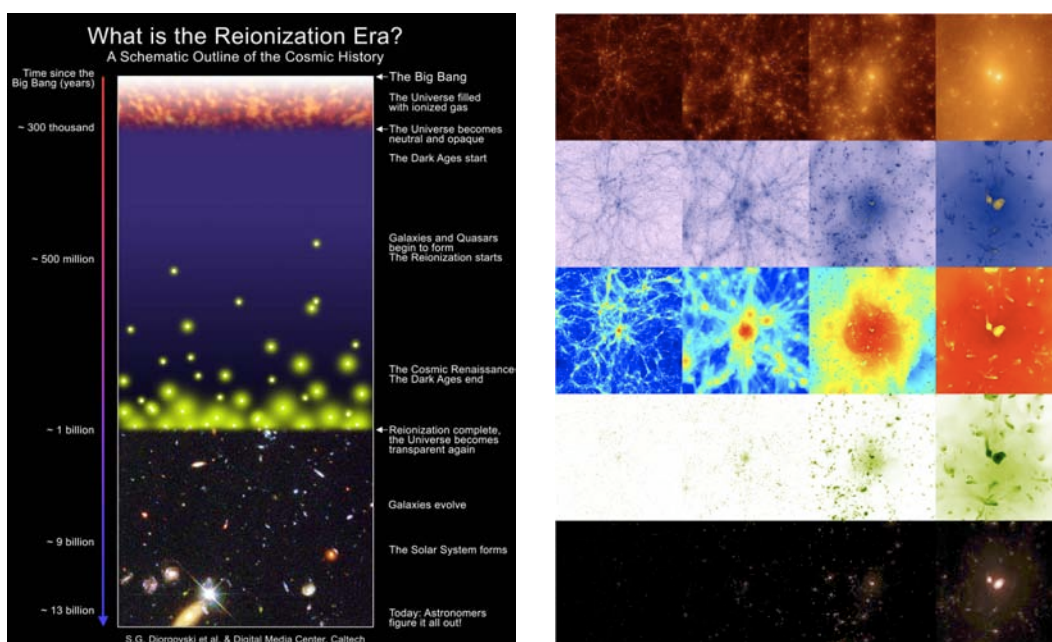 What is the Reionization Era?
A Schematic Outline of the Cosmic History
Time since the
Big Bang (years)
The Big Bang
The Universe filled
with ionized gas
~ 300 thousand
The Universe becomes
neutral and opaque
The Dark Ages start
Galaxies and Quasars
begin to form
The Reionization starts
~ 500 million
The Cosmic Renaissance
The Dark Ages end
~ 1 billion
Reionization complete,
the Universe becomes
transparent again
Galaxies evolve
~ 9 billion
The Solar System forms
~ 13 billion
Today: Astronomers
figure it all out!
S.G. Djorgovski et al. & Digital Media Center, Caltech